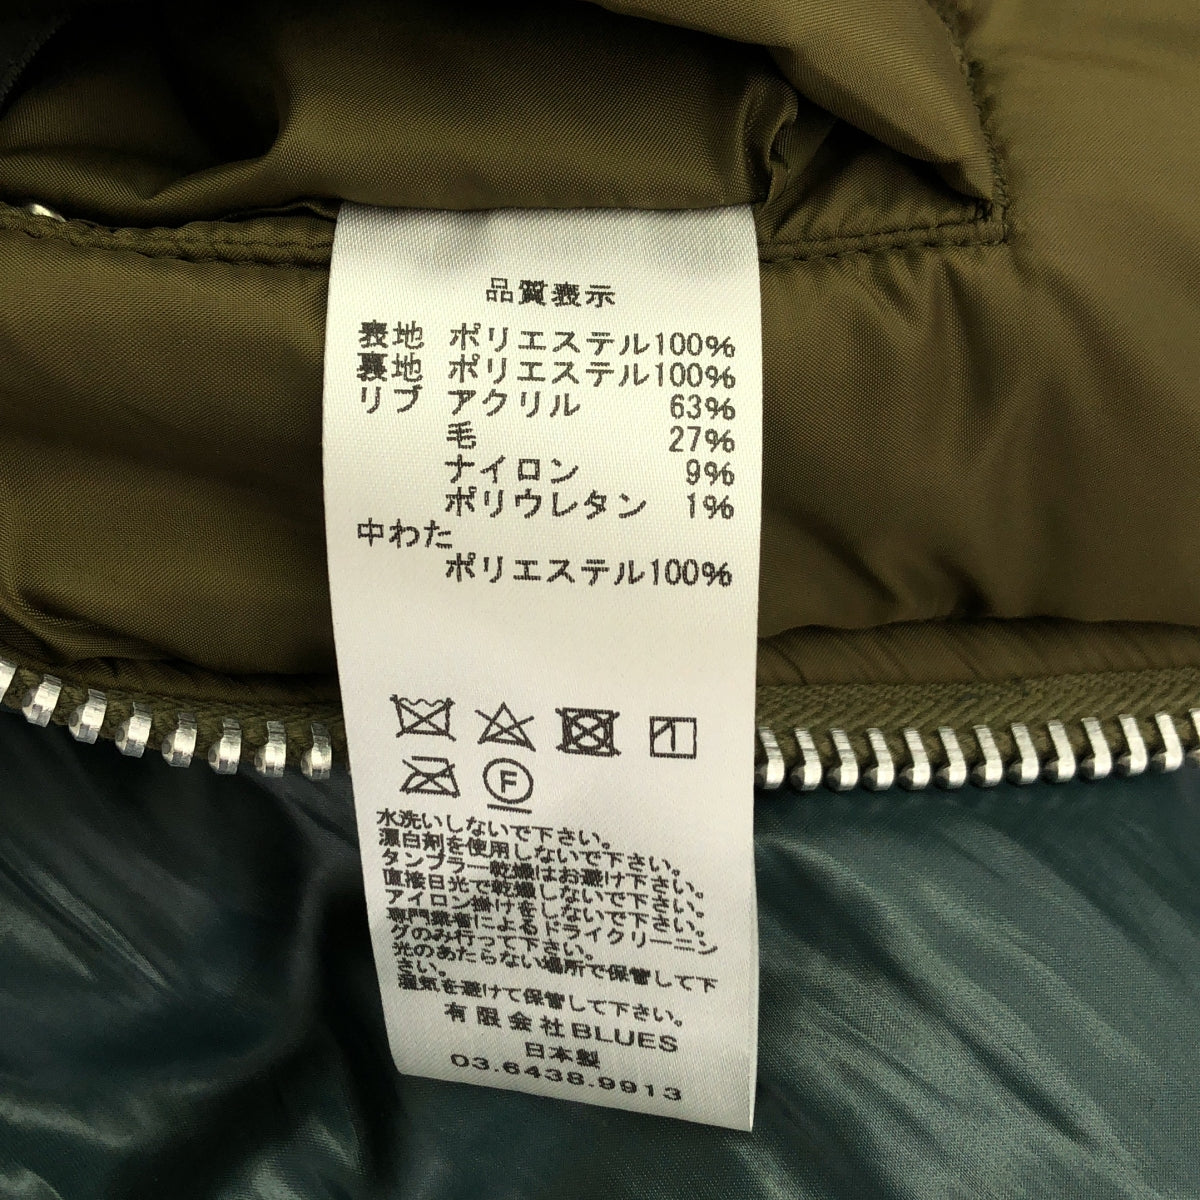 品質表示
表地 ポリエステル100%
裏地 ポリエステル100%
リブ アクリル 63%
毛 27%
ナイロン 9%
ポリウレタン 1%
中わた
ポリエステル100%
F
水洗いしないで下さい。
漂白剤を使用しないで下さい。
タンブラー乾燥はお避け下さい。
直接日光で乾燥しないで下さい。
アイロン掛けをしないで下さい。
専門業者によるドライクリーニン
グのみ行って下さい。
光のあたらない場所で保管して下
さい。
湿気を避けて保管して下さい。
有限会社BLUES
日本製
03.6438.9913